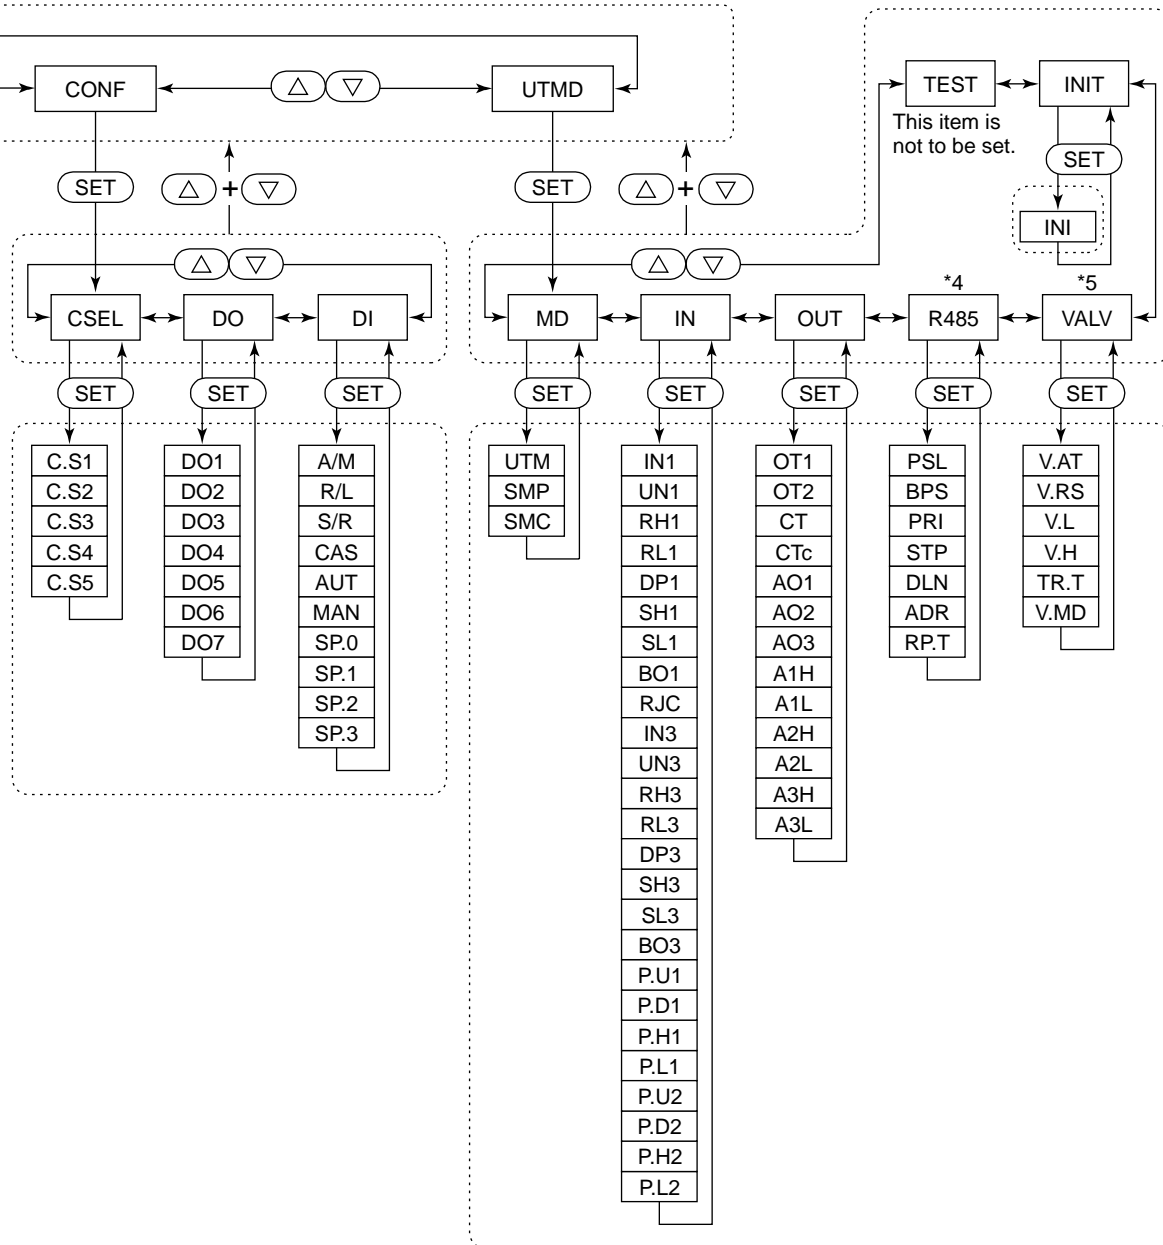 CONF
UTMD
TEST
INIT
This item is
not to be set.
SET
SET
+
SET
+
INI
*4
*5
CSEL
DO
DI
MD
IN
OUT
R485
VALV
SET
SET
SET
SET
SET
SET
SET
SET
C.S1
C.S2
C.S3
C.S4
C.S5
DO1
DO2
DO3
DO4
DO5
DO6
DO7
A/M
R/L
S/R
CAS
AUT
MAN
SP.0
SP.1
SP.2
SP.3
UTM
SMP
SMC
IN1
UN1
RH1
RL1
DP1
SH1
SL1
BO1
RJC
IN3
UN3
RH3
RL3
DP3
SH3
SL3
BO3
P.U1
P.D1
P.H1
P.L1
P.U2
P.D2
P.H2
P.L2
OT1
OT2
CT
CTc
AO1
AO2
AO3
A1H
A1L
A2H
A2L
A3H
A3L
PSL
BPS
PRI
STP
DLN
ADR
RP.T
V.AT
V.RS
V.L
V.H
TR.T
V.MD